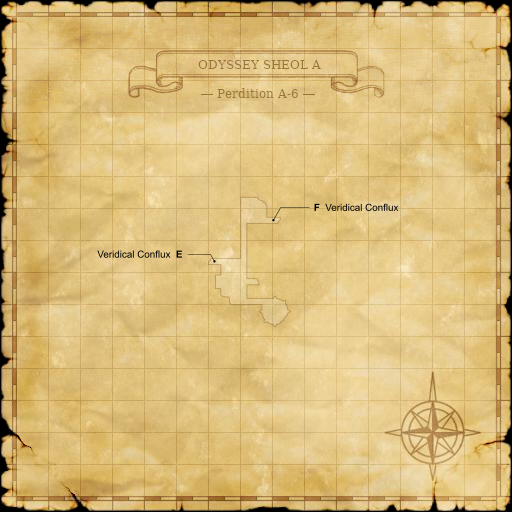 ODYSSEY SHEOL A
— Perdition A-6 —
F Veridical Conflux
Veridical Conflux E